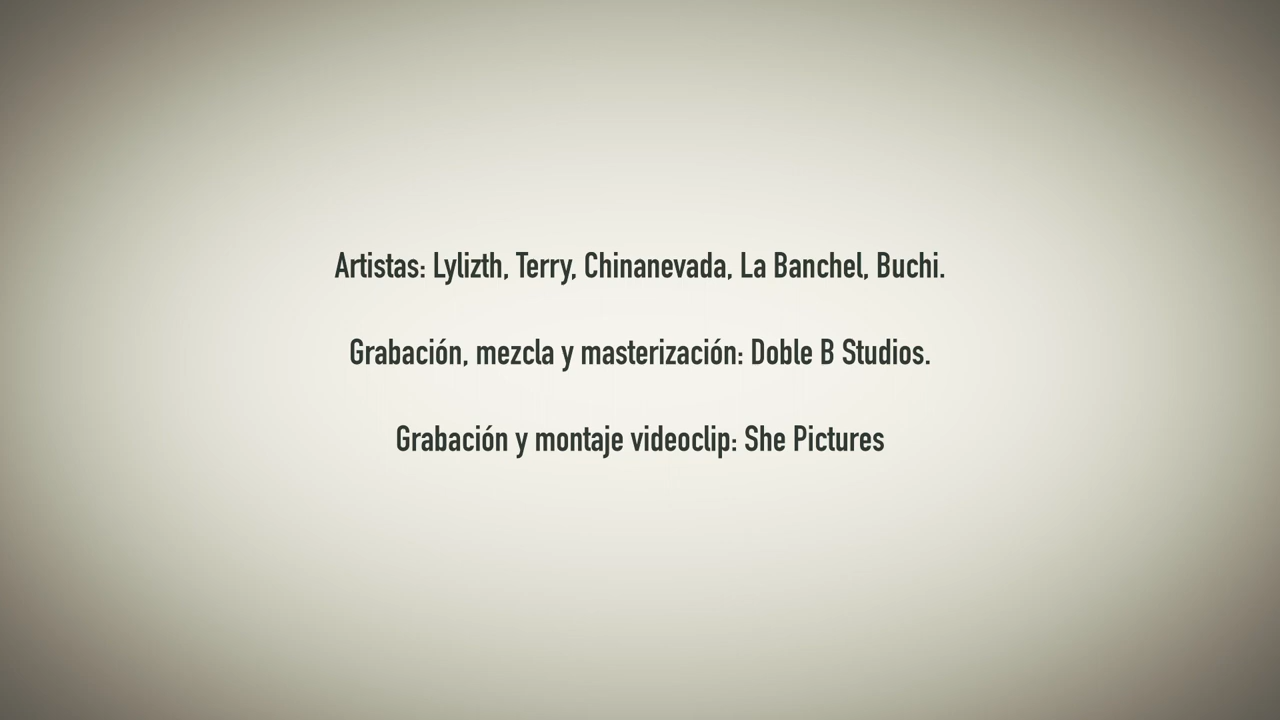 Artistas: Lylizth, Terry, Chinanevada, La Banchel, Buchi.
Grabación, mezcla y masterización: Doble B Studios.
Grabación y montaje videoclip: She Pictures